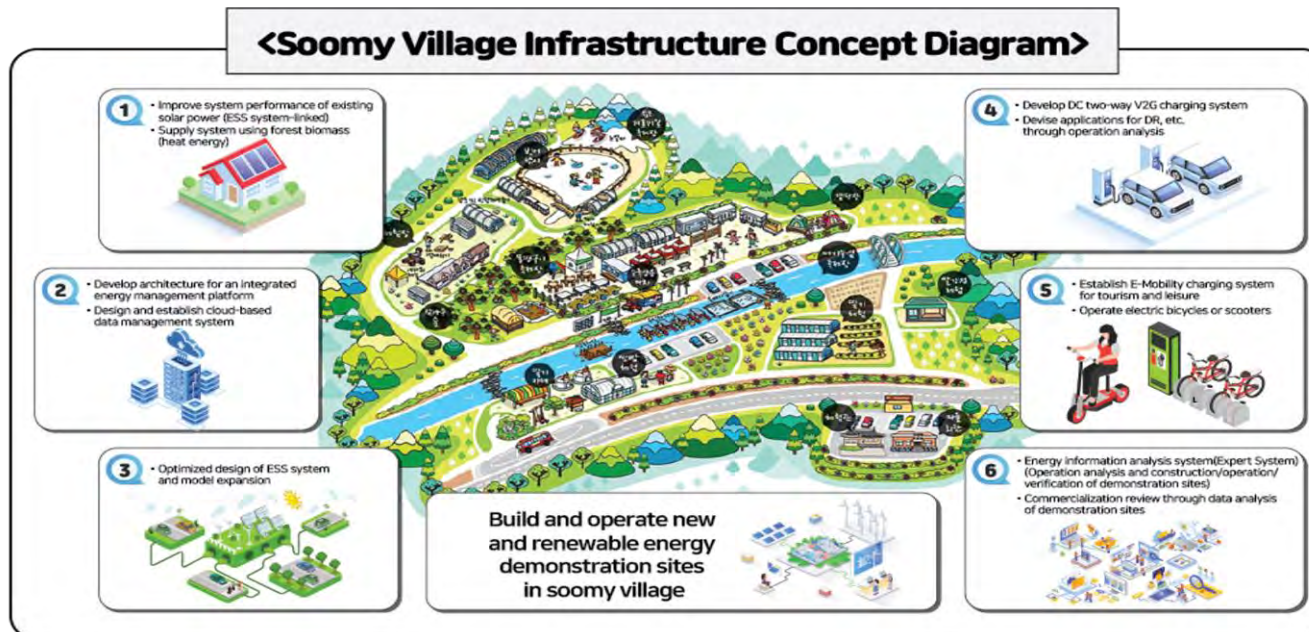 <Soomy Village Infrastructure Concept Diagram>
1
• Improve system performance of existing
solar power (ESS system-linked)
• Supply system using forest biomass
(heat energy)
2
• Develop architecture for an integrated
energy management platform
• Design and establish cloud-based
data management system
3
• Optimized design of ESS system
and model expansion
Build and operate new
and renewable energy
demonstration sites
in soomy village
4
• Develop DC two-way V2G charging system
• Devise applications for DR, etc.
through operation analysis
5
• Establish E-Mobility charging system
for tourism and leisure
• Operate electric bicycles or scooters
6
• Energy information analysis system(Expert System)
(Operation analysis and construction/operation/
verification of demonstration sites)
• Commercialization review through data analysis
of demonstration sites